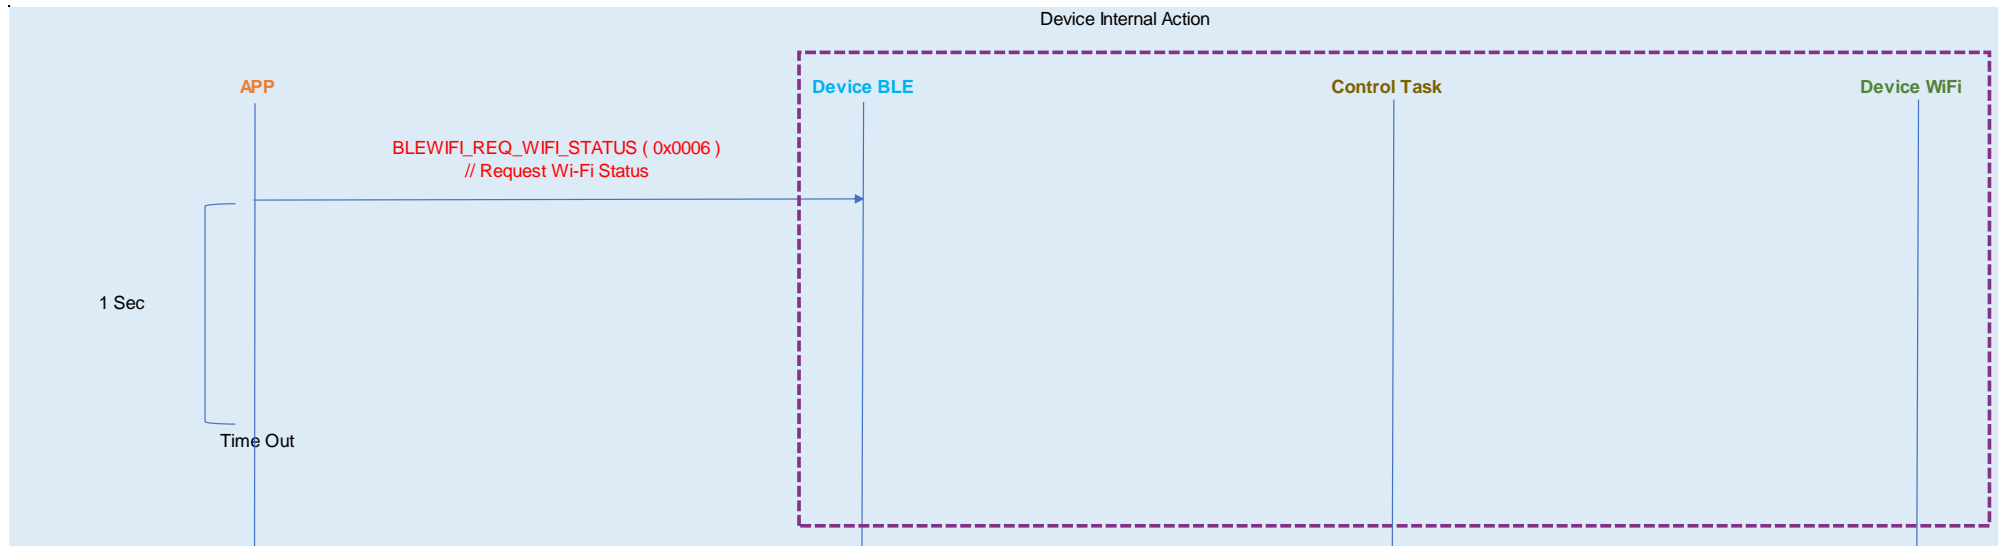 Device Internal Action
APP
Device BLE
Control Task
Device WiFi
BLEWIFI_REQ_WIFI_STATUS ( 0x0006 )
// Request Wi-Fi Status
1 Sec
Time Out